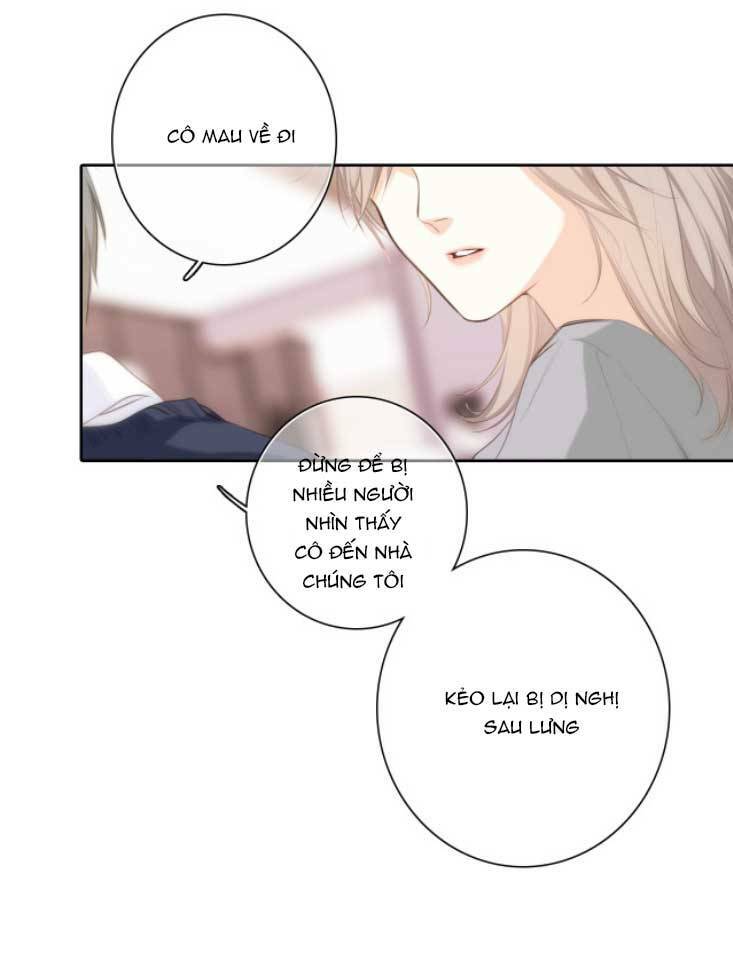 CÔ MAU VỀ ĐI
ĐỪNG ĐỂ BỊ
NHIỀU NGƯỜI
NHÌN THẤY
CÔ ĐẾN NHÀ
CHÚNG TÔI
KẺO LẠI BỊ DỊ NGHỊ
SAU LƯNG